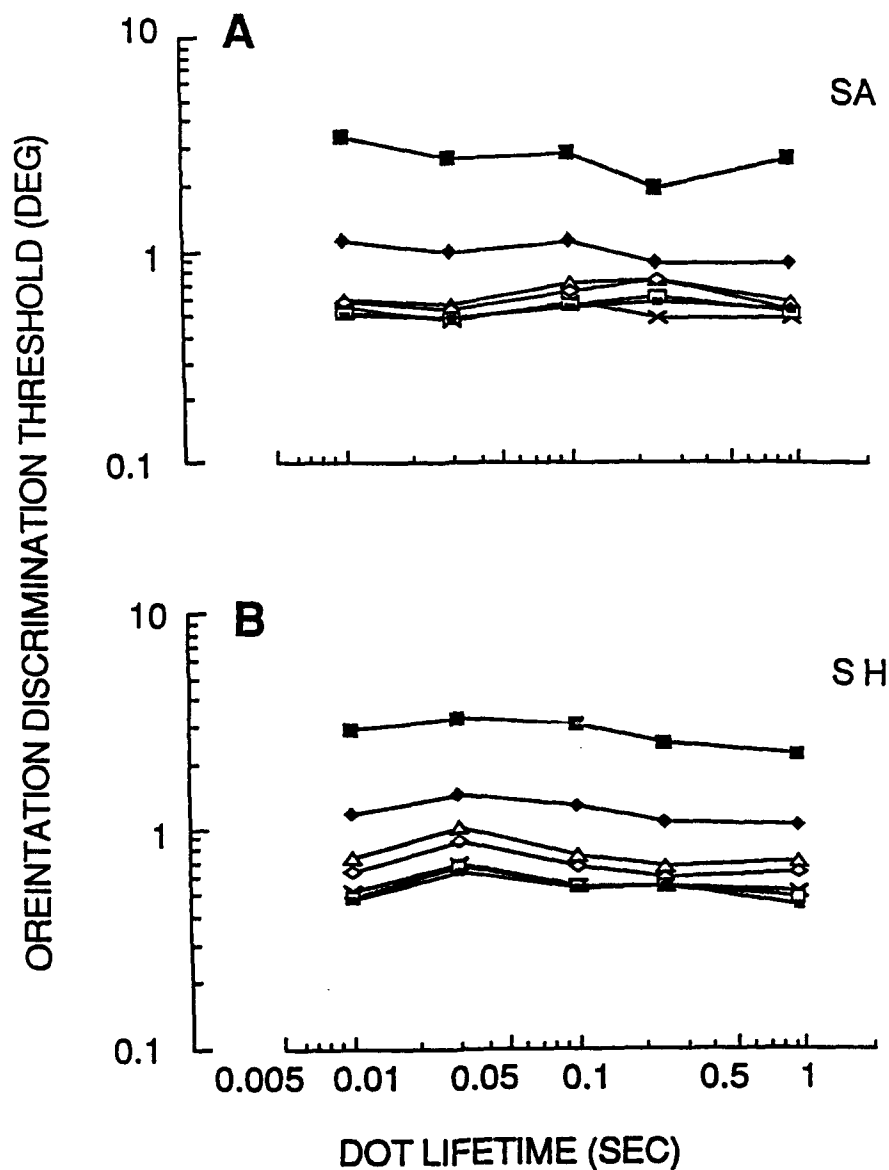 A
SA
10
1
0.1
B
S H
10
1
0.1
0.005 0.01 0.05 0.1 0.5 1
DOT LIFETIME (SEC)
OREINTATION DISCRIMINATION THRESHOLD (DEG)